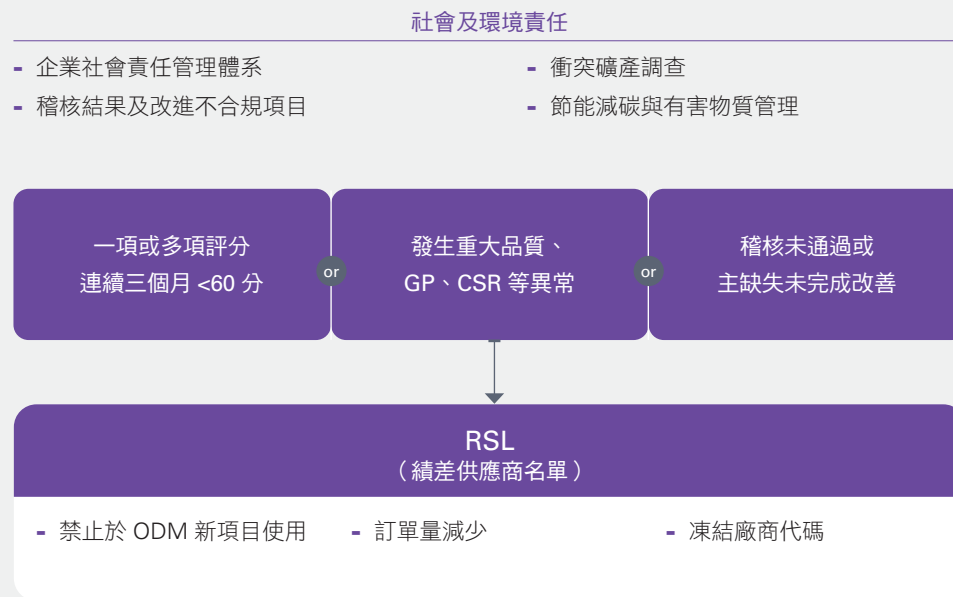 社會及環境責任
- 企業社會責任管理體系
- 衝突礦產調查
- 稽核結果及改進不合規項目
- 節能減碳與有害物質管理
一項或多項評分
連續三個月 <60 分
or
發生重大品質、
GP、CSR 等異常
or
稽核未通過或
主缺失未完成改善
RSL
（績差供應商名單）
- 禁止於 ODM 新項目使用
- 訂單量減少
- 凍結廠商代碼